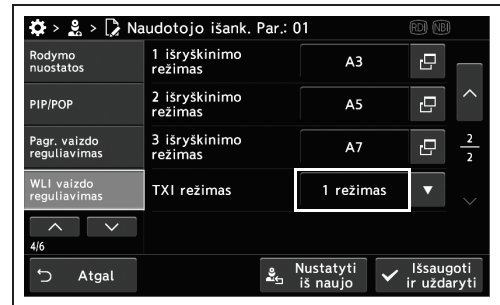 > > Naudotojo išank. Par.: 01 RDI NBI
Rodymo
nuostatos
1 išryškinimo
režimas
A3
PIP/POP
2 išryškinimo
režimas
A5
Pagr. vaizdo
reguliavimas
3 išryškinimo
režimas
A7
2
2
WLI vaizdo
reguliavimas
TXI režimas
1 režimas
4/6
Atgal
Nustatyti
iš naujo
Išsaugoti
ir uždaryti